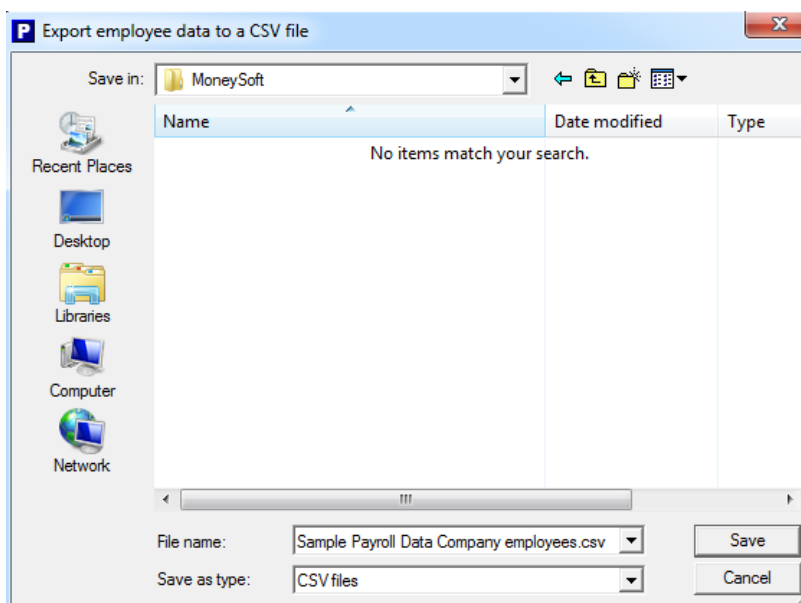 P Export employee data to a CSV file
Save in: MoneySoft
Name Date modified Type
No items match your search.
Recent Places
Desktop
Libraries
Computer
Network
File name: Sample Payroll Data Company employees.csv Save
Save as type: CSV files Cancel